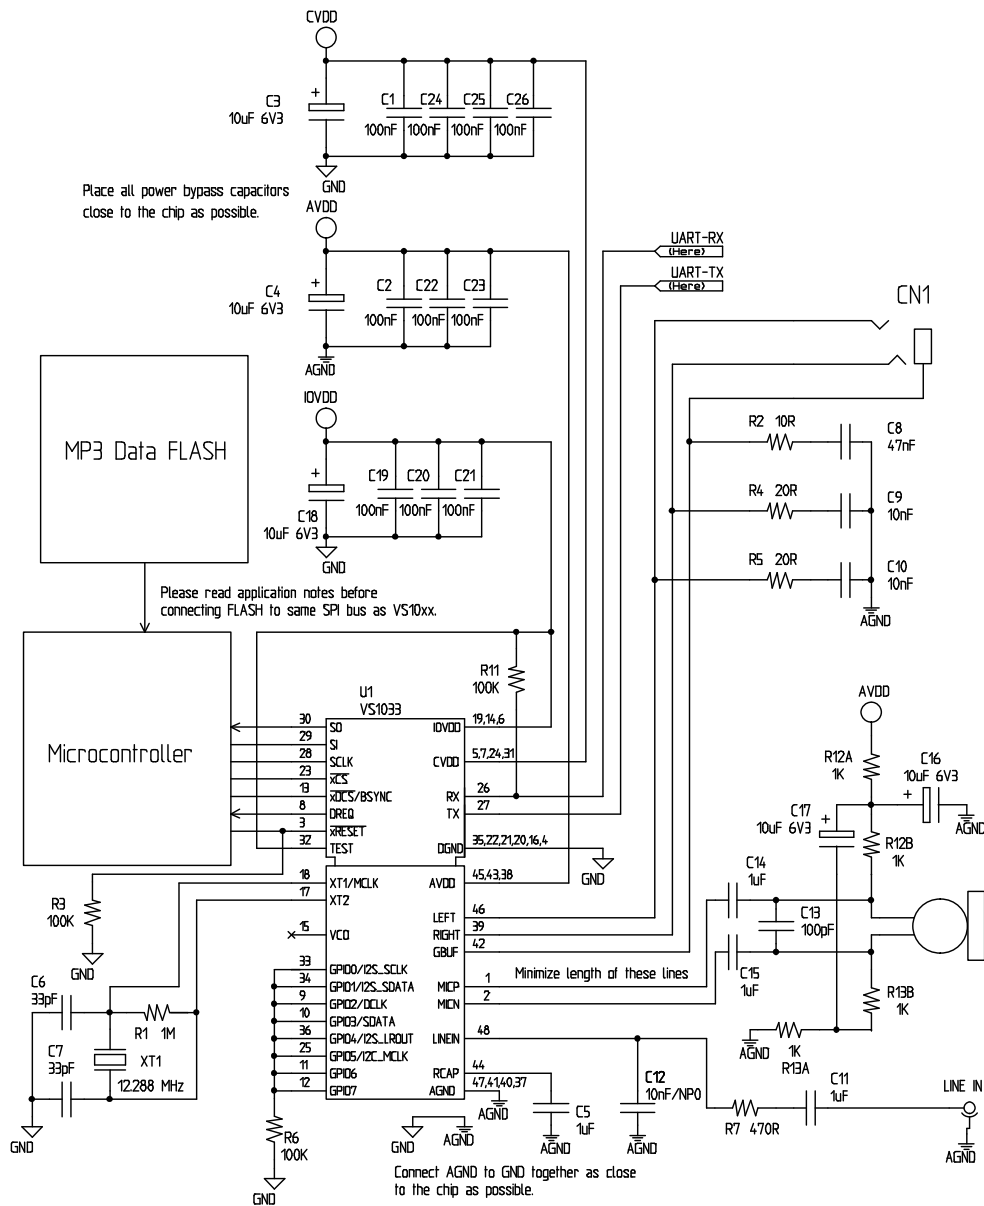 CVDD
C3
10uF 6V3
+
C1
100nF
C24
100nF
C25
100nF
C26
100nF
GND
Place all power bypass capacitors
close to the chip as possible.
AVDD
C4
10uF 6V3
+
C2
100nF
C22
100nF
C23
100nF
AGND
UART-RX
(Here)
UART-TX
(Here)
CN1
IOVDD
+
C18
10uF 6V3
C19
100nF
C20
100nF
C21
100nF
GND
R2 10R
C8
47nF
R4 20R
C9
10nF
R5 20R
C10
10nF
AGND
MP3 Data FLASH
Please read application notes before
connecting FLASH to same SPI bus as VS10xx.
Microcontroller
R11
100K
U1
VS1033
30 SO
29 SI
28 SCLK
23 xCS
13 xDCS/BSYNC
8 DREQ
3 xRESET
32 TEST
IOVDD 19,14,6
CVDD 5,7,24,31
RX 26
TX 27
DGND 35,22,21,20,16,4
GND
18 XT1/MCLK
17 XT2
15 VCO
33 GPIO0/I2S_SCLK
34 GPIO1/I2S_SDATA
9 GPIO2/DCLK
10 GPIO3/SDATA
36 GPIO4/I2S_LROUT
25 GPIO5/I2C_MCLK
11 GPIO6
12 GPIO7
AVDD 45,43,38
LEFT 46
RIGHT 39
GBUF 42
MICP 1
MICN 2
LINEIN 48
RCAP 44
AGND 47,41,40,37
AGND
Minimize length of these lines
R3
100K
GND
C6
33pF
R1 1M
C7
33pF
XT1
12.288 MHz
GND
R6
100K
GND
GND
AGND
C5
1uF
AGND
C12
10nF/NP0
AGND
Connect AGND to GND together as close
to the chip as possible.
AVDD
R12A
1K
C16
10uF 6V3
+
AGND
C17
10uF 6V3
+
R12B
1K
C14
1uF
C13
100pF
C15
1uF
R13B
1K
1K
R13A
AGND
R7 470R
C11
1uF
LINE IN
AGND